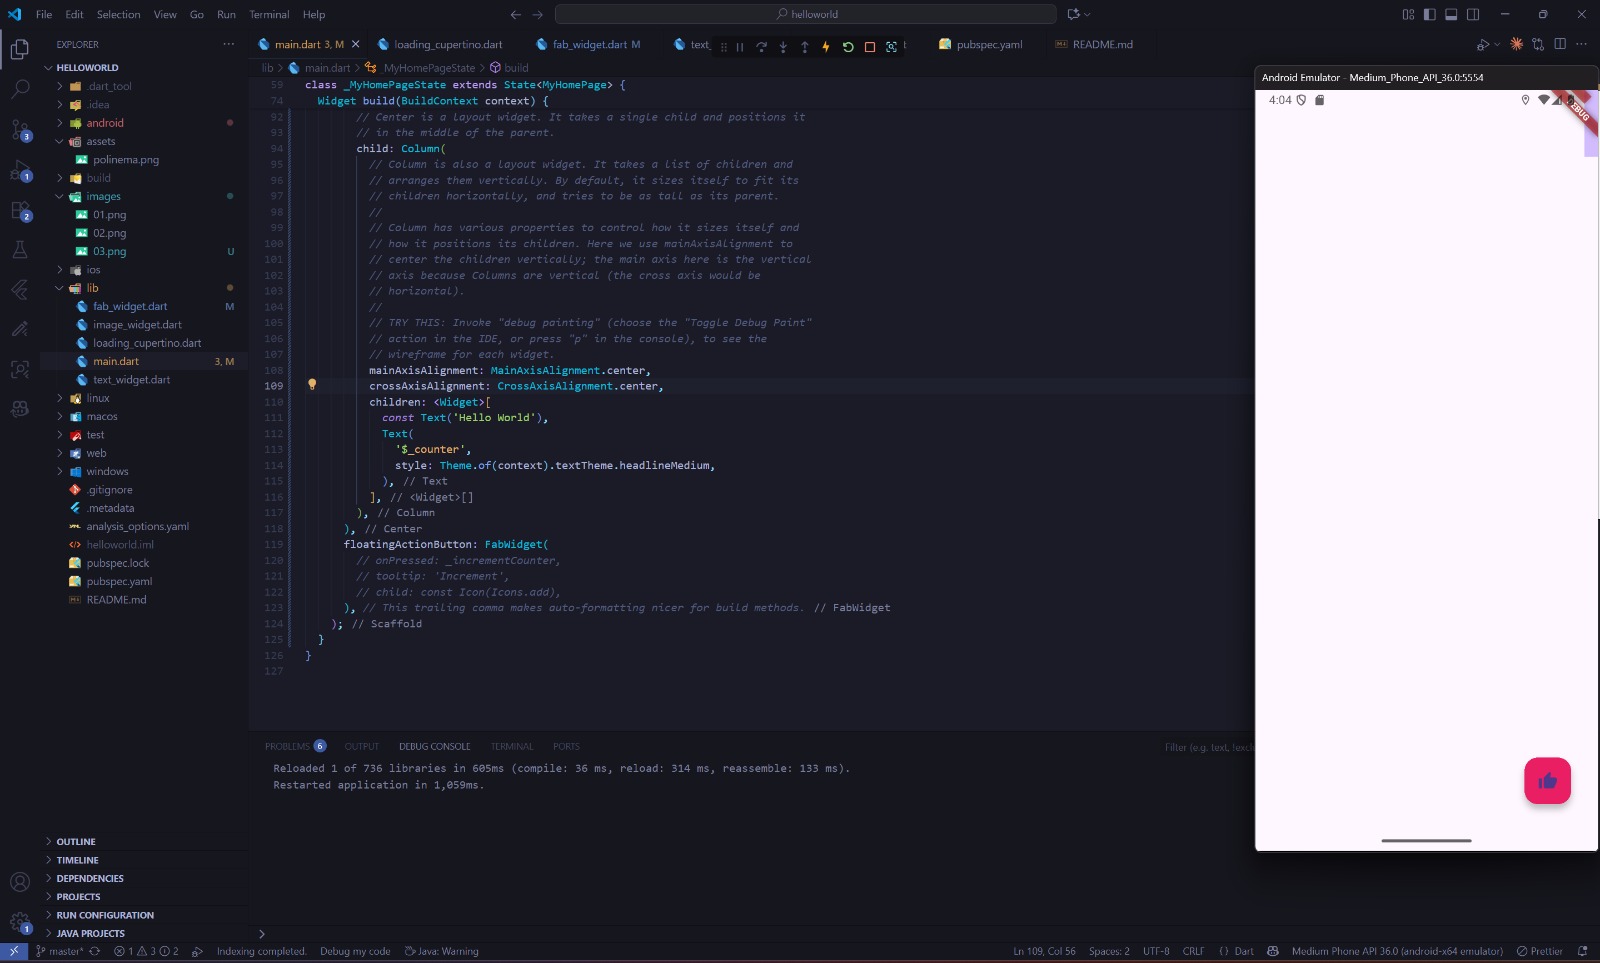 File Edit Selection View Go Run Terminal Help
helloworld
EXPLORER
HELLOWORLD
.dart_tool
.idea
android
assets
polinema.png
build
images
01.png
02.png
03.png U
ios
lib
fab_widget.dart M
image_widget.dart
loading_cupertino.dart
main.dart 3, M
text_widget.dart
linux
macos
test
web
windows
.gitignore
.metadata
analysis_options.yaml
helloworld.iml
pubspec.lock
pubspec.yaml
README.md
OUTLINE
TIMELINE
DEPENDENCIES
PROJECTS
RUN CONFIGURATION
JAVA PROJECTS
3
1
2
1
main.dart 3, M
loading_cupertino.dart
fab_widget.dart M
text_
t
pubspec.yaml
README.md
lib > main.dart > _MyHomePageState > build
59 class _MyHomePageState extends State<MyHomePage> {
74 Widget build(BuildContext context) {
92 // Center is a layout widget. It takes a single child and positions it
93 // in the middle of the parent.
94 child: Column(
95 // Column is also a layout widget. It takes a list of children and
96 // arranges them vertically. By default, it sizes itself to fit its
97 // children horizontally, and tries to be as tall as its parent.
98 //
99 // Column has various properties to control how it sizes itself and
100 // how it positions its children. Here we use mainAxisAlignment to
101 // center the children vertically; the main axis here is the vertical
102 // axis because Columns are vertical (the cross axis would be
103 // horizontal).
104 //
105 // TRY THIS: Invoke "debug painting" (choose the "Toggle Debug Paint"
106 // action in the IDE, or press "p" in the console), to see the
107 // wireframe for each widget.
108 mainAxisAlignment: MainAxisAlignment.center,
109 crossAxisAlignment: CrossAxisAlignment.center,
110 children: <Widget>[
111 const Text('Hello World'),
112 Text(
113 '$_counter',
114 style: Theme.of(context).textTheme.headlineMedium,
115 ), // Text
116 ], // <Widget>[]
117 ), // Column
118 ), // Center
119 floatingActionButton: FabWidget(
120 // onPressed: _incrementCounter,
121 // tooltip: 'Increment',
122 // child: const Icon(Icons.add),
123 ), // This trailing comma makes auto-formatting nicer for build methods. // FabWidget
124 ); // Scaffold
125 }
126 }
127
PROBLEMS 6 OUTPUT DEBUG CONSOLE TERMINAL PORTS
Filter (e.g. text, !excl
Reloaded 1 of 736 libraries in 605ms (compile: 36 ms, reload: 314 ms, reassemble: 133 ms).
Restarted application in 1,059ms.
Android Emulator - Medium_Phone_API_36.0:5554
4:04
master* 1 3 2 Indexing completed. Debug my code Java: Warning
Ln 109, Col 56 Spaces: 2 UTF-8 CRLF {} Dart Medium Phone API 36.0 (android-x64 emulator) Prettier